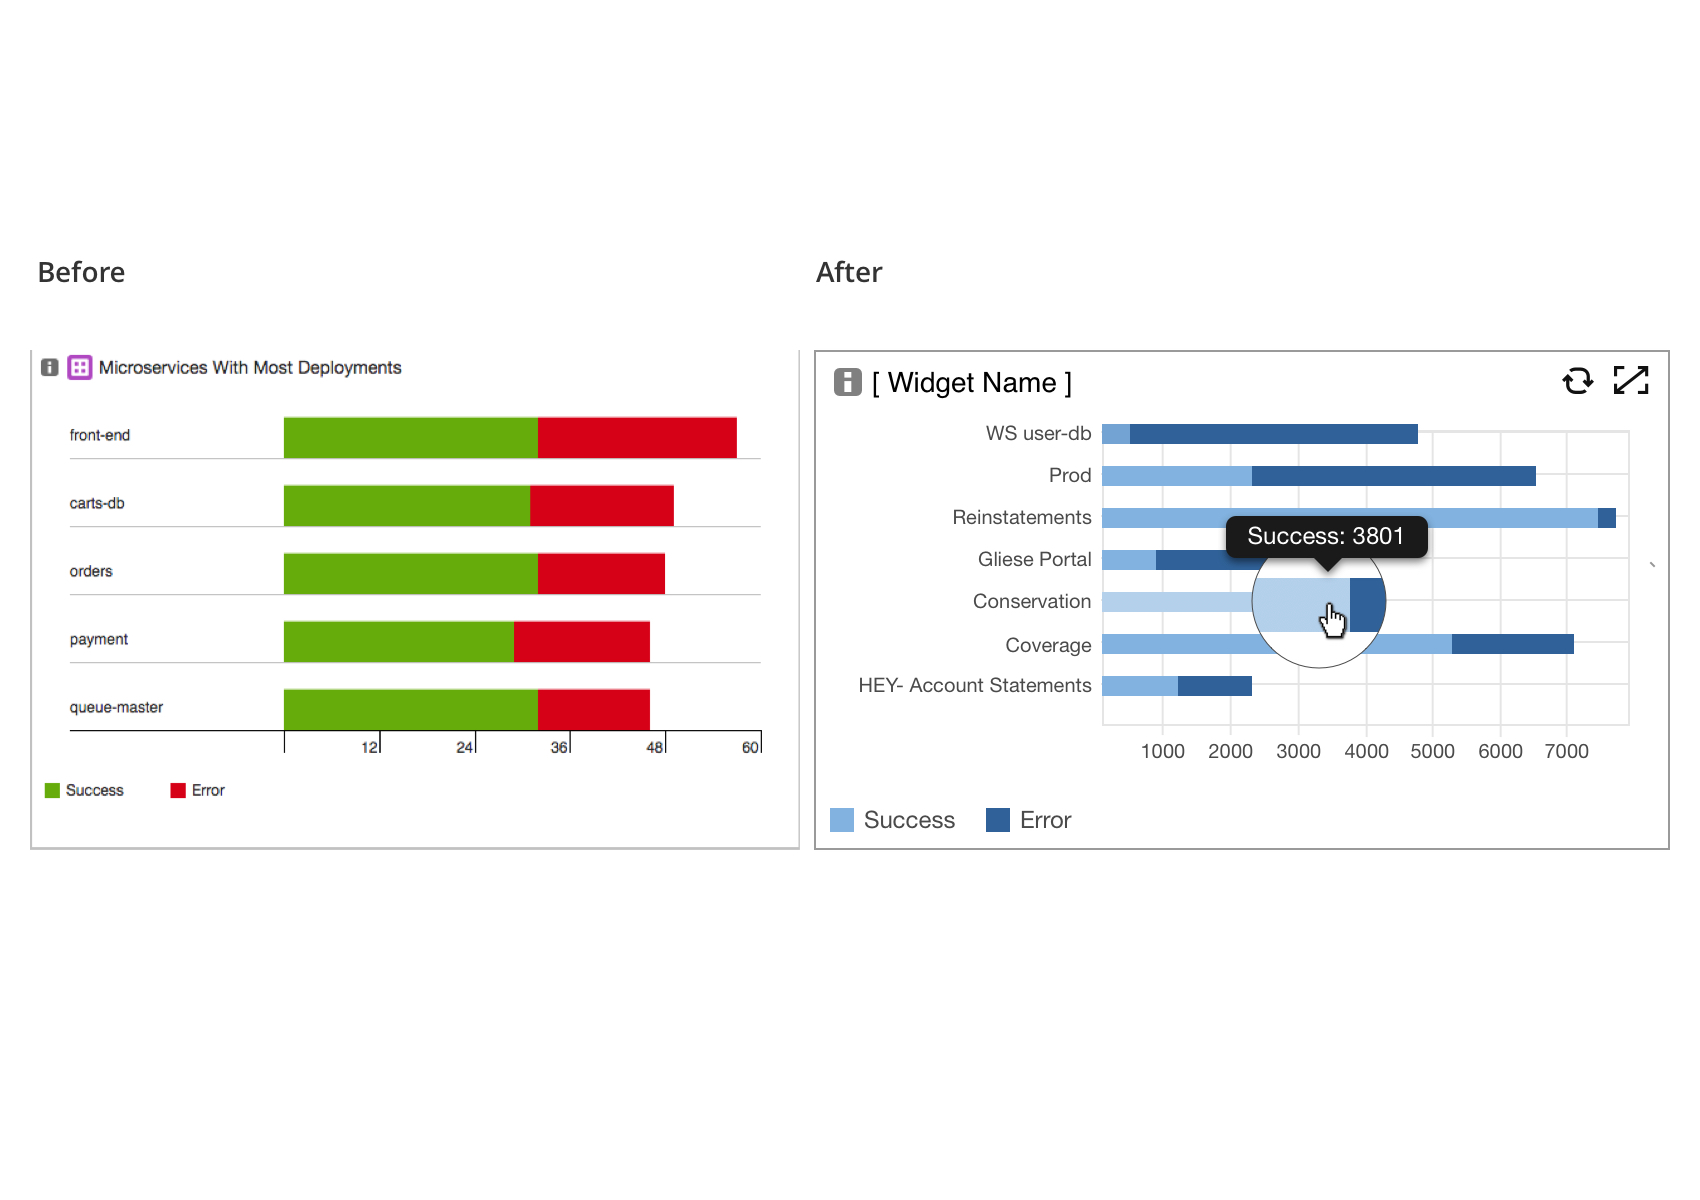 Before
After
Microservices With Most Deployments
front-end
carts-db
orders
payment
queue-master
12
24
36
48
60
Success
Error
[ Widget Name ]
WS user-db
Prod
Reinstatements
Success: 3801
Gliese Portal
Conservation
Coverage
HEY- Account Statements
1000
2000
3000
4000
5000
6000
7000
Success
Error